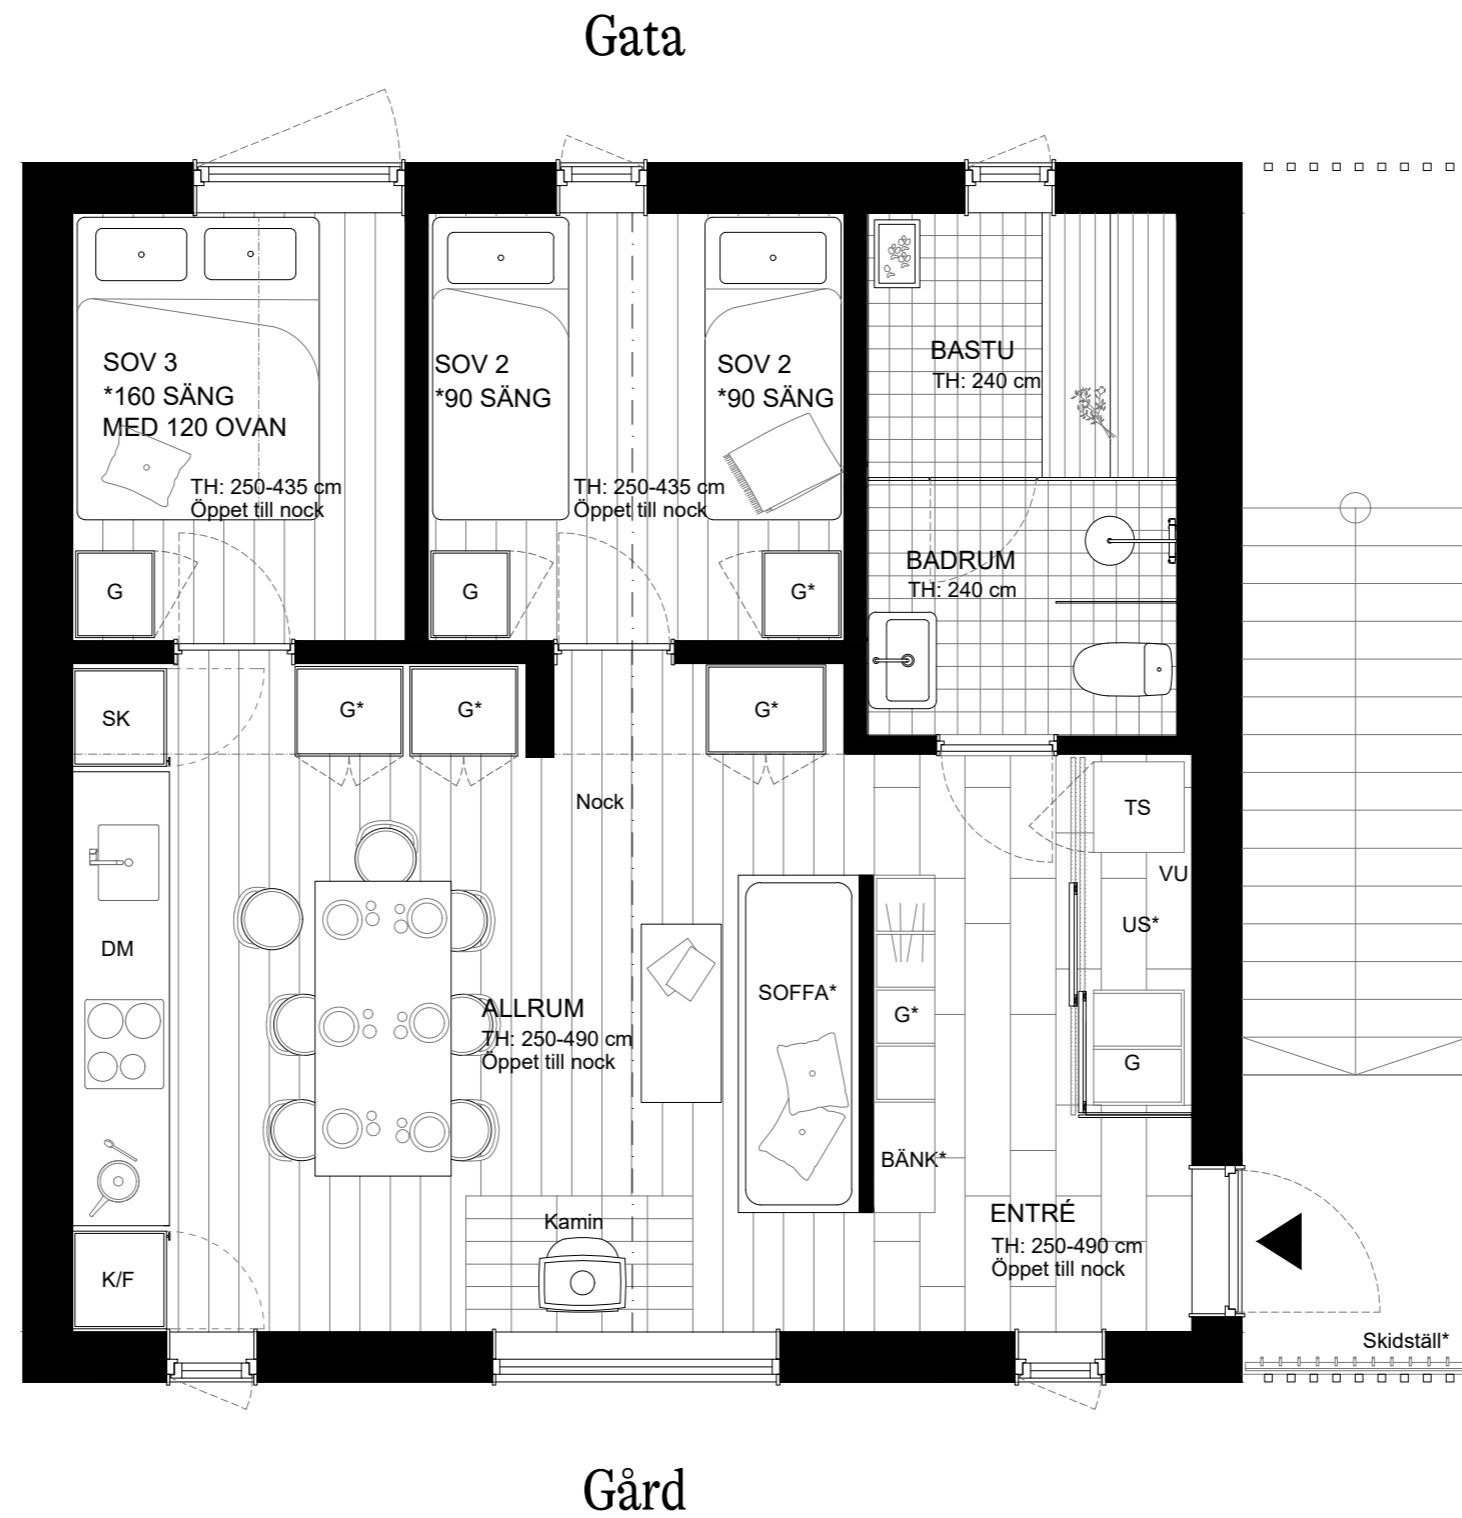 Gata
SOV 3
*160 SÄNG
MED 120 OVAN
TH: 250-435 cm
Öppet till nock
SOV 2
*90 SÄNG
SOV 2
*90 SÄNG
TH: 250-435 cm
Öppet till nock
BASTU
TH: 240 cm
BADRUM
TH: 240 cm
G
G
G*
SK
G*
G*
G*
Nock
TS
VU
US*
DM
SOFFA*
G*
G
ALLRUM
TH: 250-490 cm
Öppet till nock
BÄNK*
Kamin
ENTRÉ
TH: 250-490 cm
Öppet till nock
K/F
Skidställ*
Gård